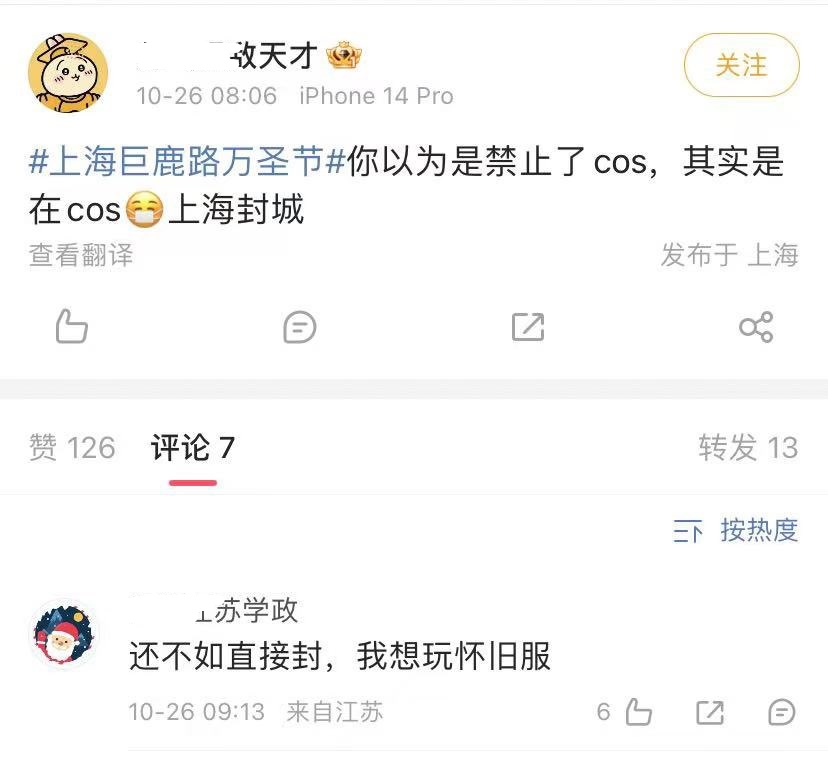 敬天才
关注
10-26 08:06 iPhone 14 Pro
#上海巨鹿路万圣节#你以为是禁止了cos，其实是
在cos😷上海封城
查看翻译
发布于 上海
赞 126
评论 7
转发 13
按热度
苏学政
还不如直接封，我想玩怀旧服
10-26 09:13 来自江苏
6